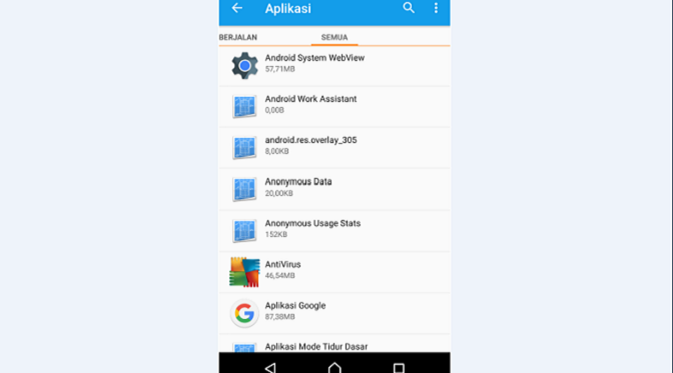 Aplikasi
BERJALAN SEMUA
Android System WebView
57,71MB
Android Work Assistant
0,00B
android.res.overlay_305
8,00KB
Anonymous Data
20,00KB
Anonymous Usage Stats
152KB
AntiVirus
46,54MB
Aplikasi Google
87,38MB
Aplikasi Mode Tidur Dasar